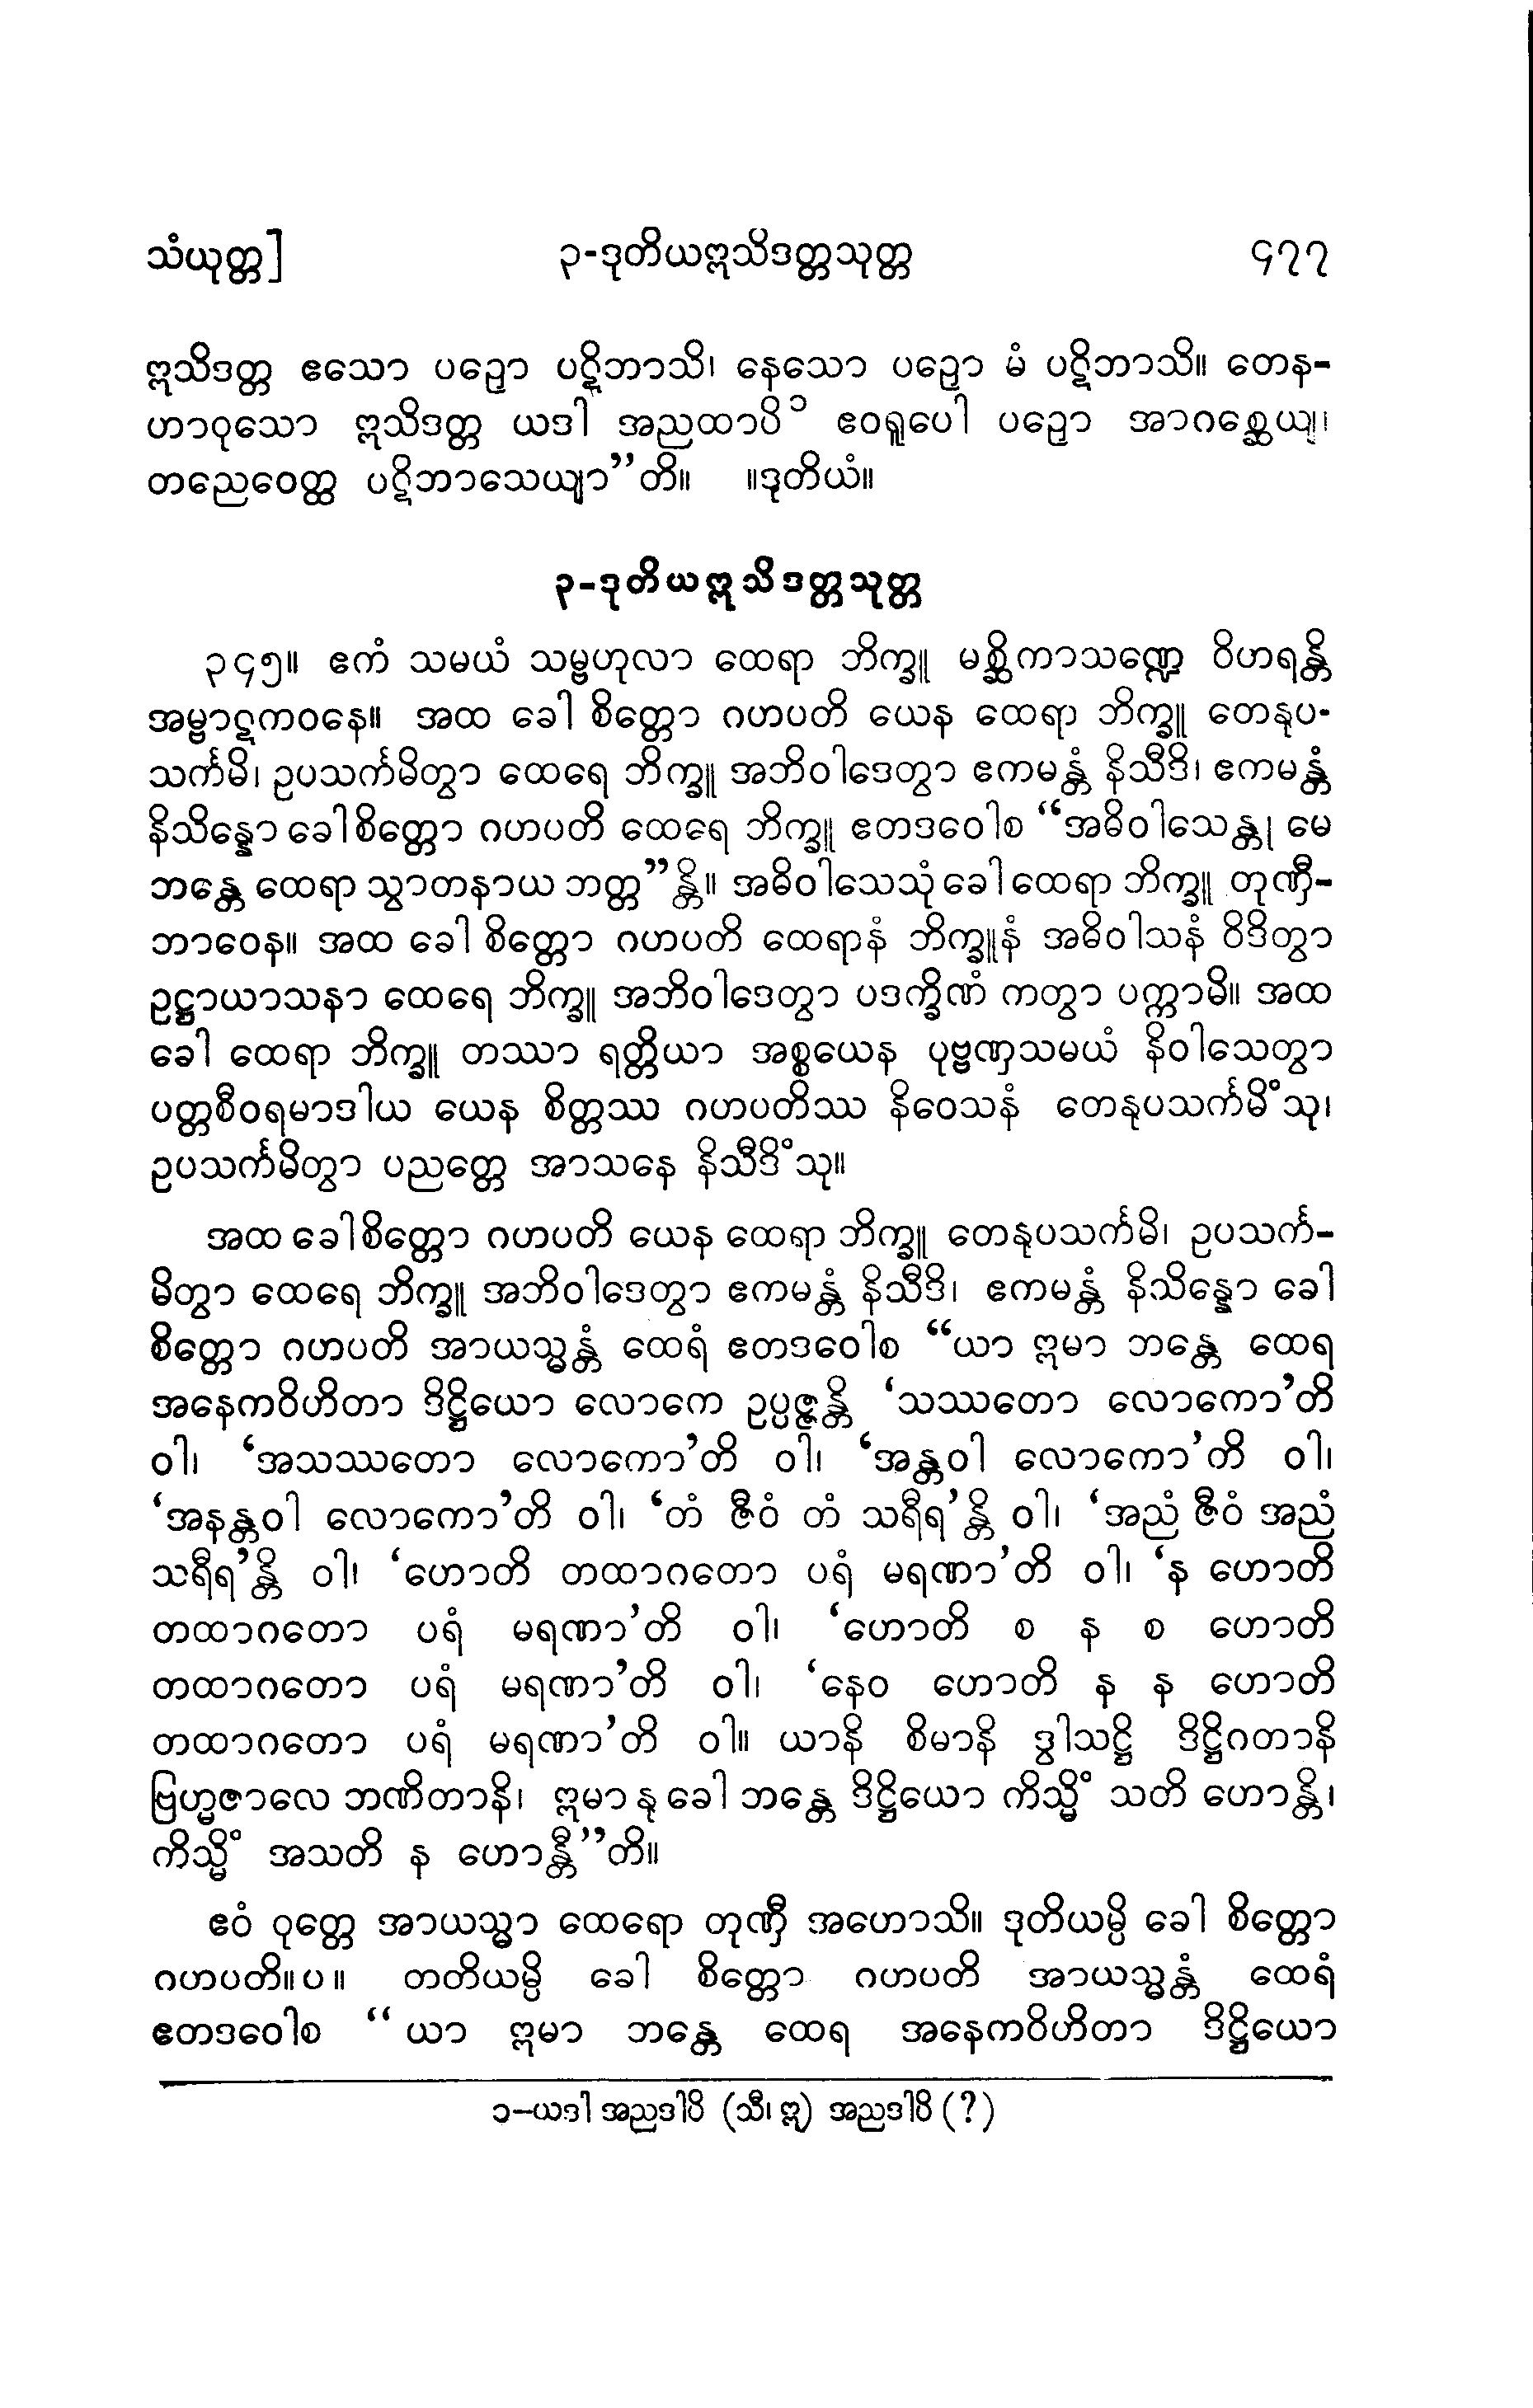 သံယုတ္တ] ၃-ဒုတိယဣသိဒတ္တသုတ္တ ၄၇၇
ဣသိဒတ္တ ဧသော ပဉှော ပဋိဘာသိ၊ နေသော ပဉှော မံ ပဋိဘာသိ။ တေန-
ဟာဝုသော ဣသိဒတ္တ ယဒါ အညထာပိ ၁ ဧဝရူပေါ ပဉှော အာဂစ္ဆေယျ၊
တညေဝေတ္ထ ပဋိဘာသေယျာ”တိ။ ။ဒုတိယံ။
၃-ဒုတိယဣသိဒတ္တသုတ္တ
၃၄၅။ ဧကံ သမယံ သမ္ဗဟုလာ ထေရာ ဘိက္ခူ မစ္ဆိကာသဏ္ဍေ ဝိဟရန္တိ
အမ္ဗာဋကဝနေ။ အထ ခေါ စိတ္တော ဂဟပတိ ယေန ထေရာ ဘိက္ခူ တေနုပ-
သင်္ကမိ၊ ဥပသင်္ကမိတွာ ထေရေ ဘိက္ခူ အဘိဝါဒေတွာ ဧကမန္တံ နိသီဒိ၊ ဧကမန္တံ
နိသိန္နော ခေါ စိတ္တော ဂဟပတိ ထေရေ ဘိက္ခူ ဧတဒဝေါစ “အဓိဝါသေန္တု မေ
ဘန္တေ ထေရာ သွာတနာယ ဘတ္တ”န္တိ။ အဓိဝါသေသုံ ခေါ ထေရာ ဘိက္ခူ တုဏှီ-
ဘာဝေန။ အထ ခေါ စိတ္တော ဂဟပတိ ထေရာနံ ဘိက္ခူနံ အဓိဝါသနံ ဝိဒိတွာ
ဥဋ္ဌာယာသနာ ထေရေ ဘိက္ခူ အဘိဝါဒေတွာ ပဒက္ခိဏံ ကတွာ ပက္ကာမိ။ အထ
ခေါ ထေရာ ဘိက္ခူ တဿာ ရတ္တိယာ အစ္စယေန ပုဗ္ဗဏှသမယံ နိဝါသေတွာ
ပတ္တစီဝရမာဒါယ ယေန စိတ္တဿ ဂဟပတိဿ နိဝေသနံ တေနုပသင်္ကမိံသု၊
ဥပသင်္ကမိတွာ ပညတ္တေ အာသနေ နိသီဒိံသု။
အထ ခေါ စိတ္တော ဂဟပတိ ယေန ထေရာ ဘိက္ခူ တေနုပသင်္ကမိ၊ ဥပသင်္က-
မိတွာ ထေရေ ဘိက္ခူ အဘိဝါဒေတွာ ဧကမန္တံ နိသီဒိ၊ ဧကမန္တံ နိသိန္နော ခေါ
စိတ္တော ဂဟပတိ အာယသ္မန္တံ ထေရံ ဧတဒဝေါစ “ယာ ဣမာ ဘန္တေ ထေရ
အနေကဝိဟိတာ ဒိဋ္ဌိယော လောကေ ဥပ္ပဇ္ဇန္တိ ‘သဿတော လောကော’တိ
ဝါ၊ ‘အသဿတော လောကော’တိ ဝါ၊ ‘အန္တဝါ လောကော’တိ ဝါ၊
‘အနန္တဝါ လောကော’တိ ဝါ၊ ‘တံ ဇီဝံ တံ သရီရ’န္တိ ဝါ၊ ‘အညံ ဇီဝံ အညံ
သရီရ’န္တိ ဝါ၊ ‘ဟောတိ တထာဂတော ပရံ မရဏာ’တိ ဝါ၊ ‘န ဟောတိ
တထာဂတော ပရံ မရဏာ’တိ ဝါ၊ ‘ဟောတိ စ န စ ဟောတိ
တထာဂတော ပရံ မရဏာ’တိ ဝါ၊ ‘နေဝ ဟောတိ န န ဟောတိ
တထာဂတော ပရံ မရဏာ’တိ ဝါ။ ယာနိ စိမာနိ ဒွါသဋ္ဌိ ဒိဋ္ဌိဂတာနိ
ဗြဟ္မဇာလေ ဘဏိတာနိ၊ ဣမာ နု ခေါ ဘန္တေ ဒိဋ္ဌိယော ကိသ္မိံ သတိ ဟောန္တိ၊
ကိသ္မိံ အသတိ န ဟောန္တီ”တိ။
ဧဝံ ဝုတ္တေ အာယသ္မာ ထေရော တုဏှီ အဟောသိ။ ဒုတိယမ္ပိ ခေါ စိတ္တော
ဂဟပတိ။ပ။ တတိယမ္ပိ ခေါ စိတ္တော ဂဟပတိ အာယသ္မန္တံ ထေရံ
ဧတဒဝေါစ “ ယာ ဣမာ ဘန္တေ ထေရ အနေကဝိဟိတာ ဒိဋ္ဌိယော
၁-ယဒါ အညဒါပိ (သီ၊ ဣ) အညဒါပိ (?)